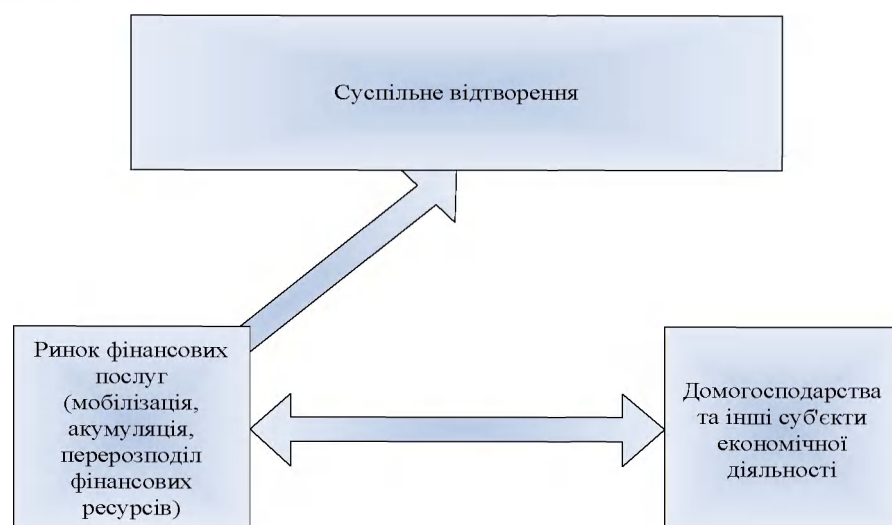 Суспільне відтворення
Ринок фінансових
послуг
(мобілізація,
акумуляція,
перерозподіл
фінансових
ресурсів)
Домогосподарства
та інші суб'єкти
економічної
діяльності